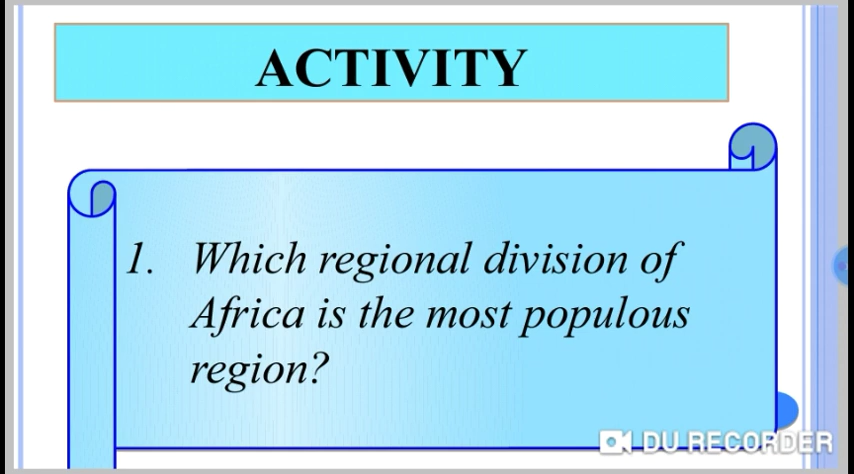 ACTIVITY
1. Which regional division of
Africa is the most populous
region?
DU RECORDER